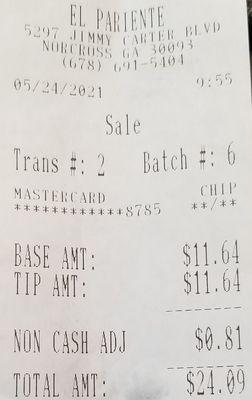 EL PARIENTE
5297 JIMMY CARTER BLVD
NORCROSS GA 30093
(678) 691-5404
05/24/2021 9:55
Sale
Trans #: 2 Batch #: 6
MASTERCARD CHIP
************8785 **/**
BASE AMT: $11.64
TIP AMT: $11.64
NON CASH ADJ $0.81
TOTAL AMT: $24.09